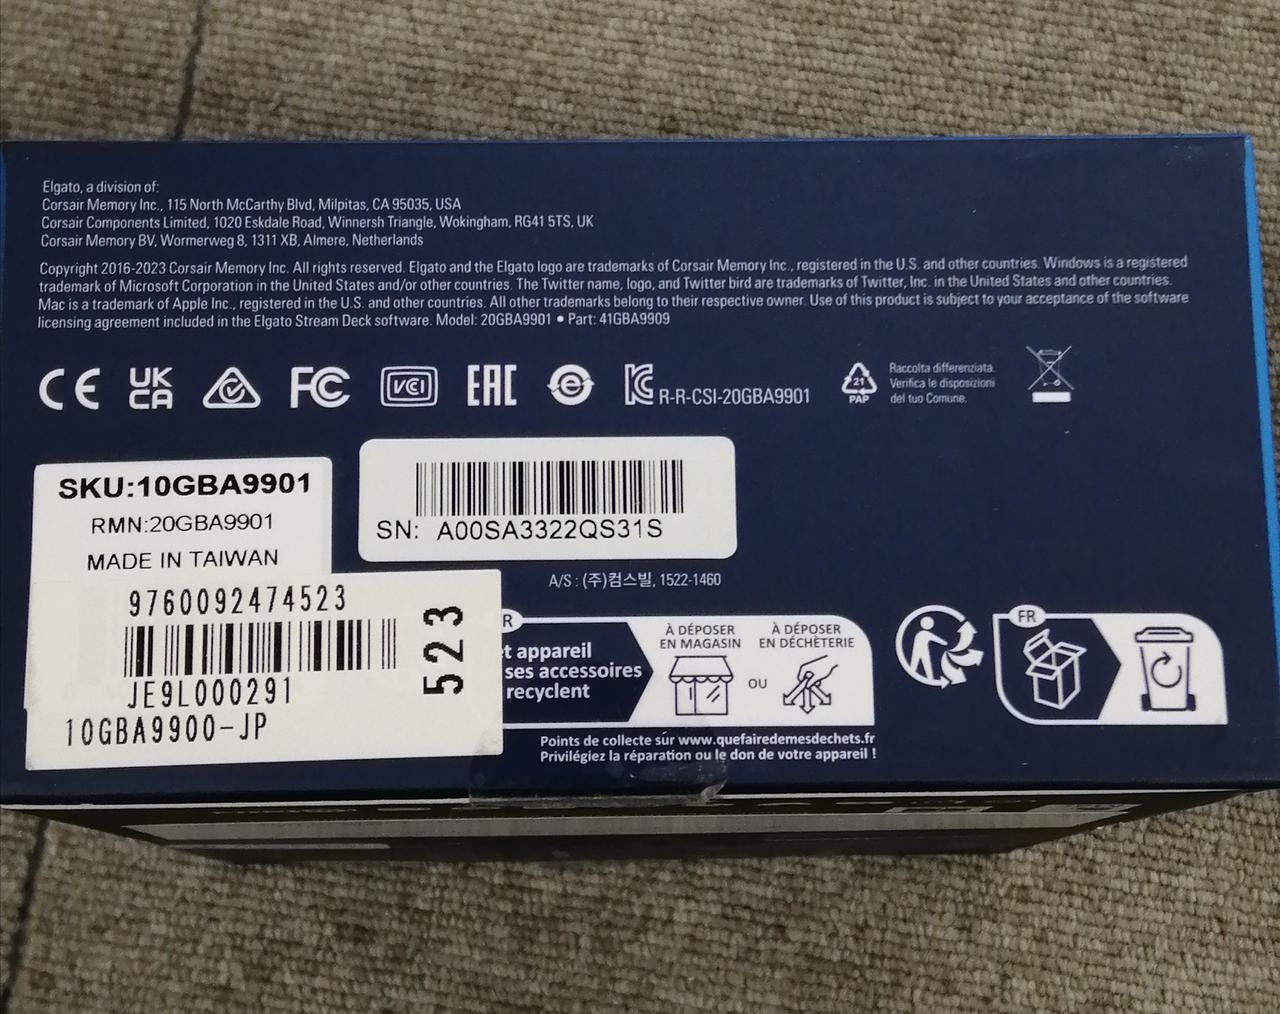 Elgato, a division of:
Corsair Memory Inc., 115 North McCarthy Blvd, Milpitas, CA 95035, USA
Corsair Components Limited, 1020 Eskdale Road, Winnersh Triangle, Wokingham, RG41 5TS, UK
Corsair Memory BV, Wormerweg 8, 1311 XB, Almere, Netherlands
Copyright 2016-2023 Corsair Memory Inc. All rights reserved. Elgato and the Elgato logo are trademarks of Corsair Memory Inc., registered in the U.S. and other countries. Windows is a registered
trademark of Microsoft Corporation in the United States and/or other countries. The Twitter name, logo, and Twitter bird are trademarks of Twitter, Inc. in the United States and other countries.
Mac is a trademark of Apple Inc., registered in the U.S. and other countries. All other trademarks belong to their respective owner. Use of this product is subject to your acceptance of the software
licensing agreement included in the Elgato Stream Deck software. Model: 20GBA9901 • Part: 41GBA9909
CE
UK
CA
FC
VCI
EAC
R-R-CSI-20GBA9901
21
PAP
Raccolta differenziata.
Verifica le disposizioni
del tuo Comune.
SKU:10GBA9901
RMN:20GBA9901
MADE IN TAIWAN
SN: A00SA3322QS31S
A/S : (주)컴스빌, 1522-1460
9760092474523
JE9L000291
10GBA9900-JP
523
appareil
ses accessoires
recyclent
À DÉPOSER
EN MAGASIN
OU
À DÉPOSER
EN DÉCHÈTERIE
Points de collecte sur www.quefairedemesdechets.fr
Privilégiez la réparation ou le don de votre appareil !
FR